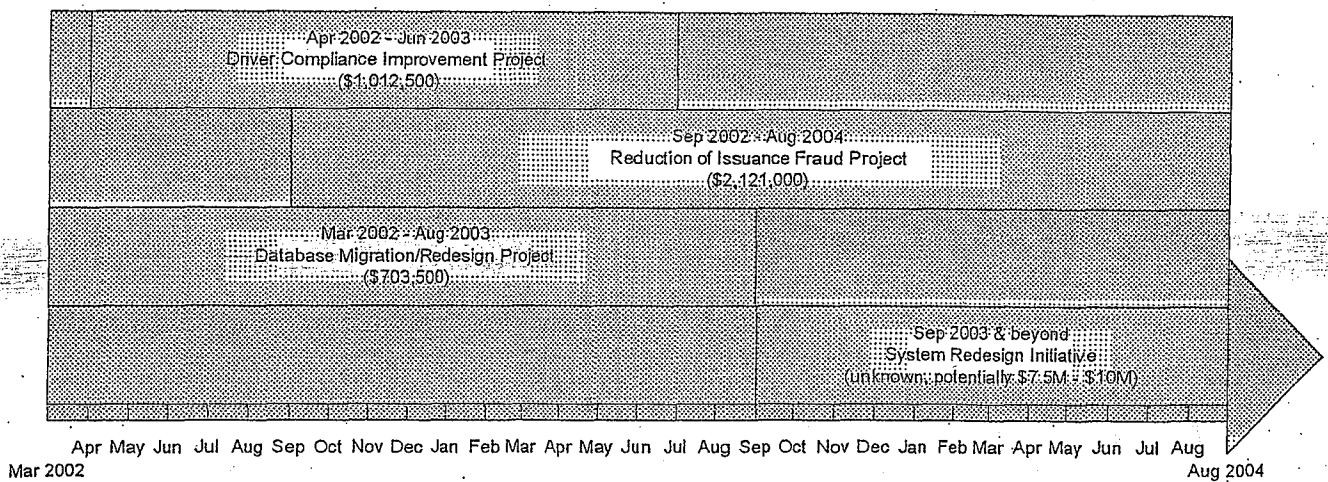 Apr 2002 - Jun 2003
Driver Compliance Improvement Project
($1,012,500)
Sep 2002 - Aug 2004
Reduction of Issuance Fraud Project
($2,121,000)
Mar 2002 - Aug 2003
Database Migration/Redesign Project
($703,500)
Sep 2003 & beyond
System Redesign Initiative
(unknown, potentially $7.5M - $10M)
Apr May Jun Jul Aug Sep Oct Nov Dec Jan Feb Mar Apr May Jun Jul Aug Sep Oct Nov Dec Jan Feb Mar Apr May Jun Jul Aug
Mar 2002 Aug 2004